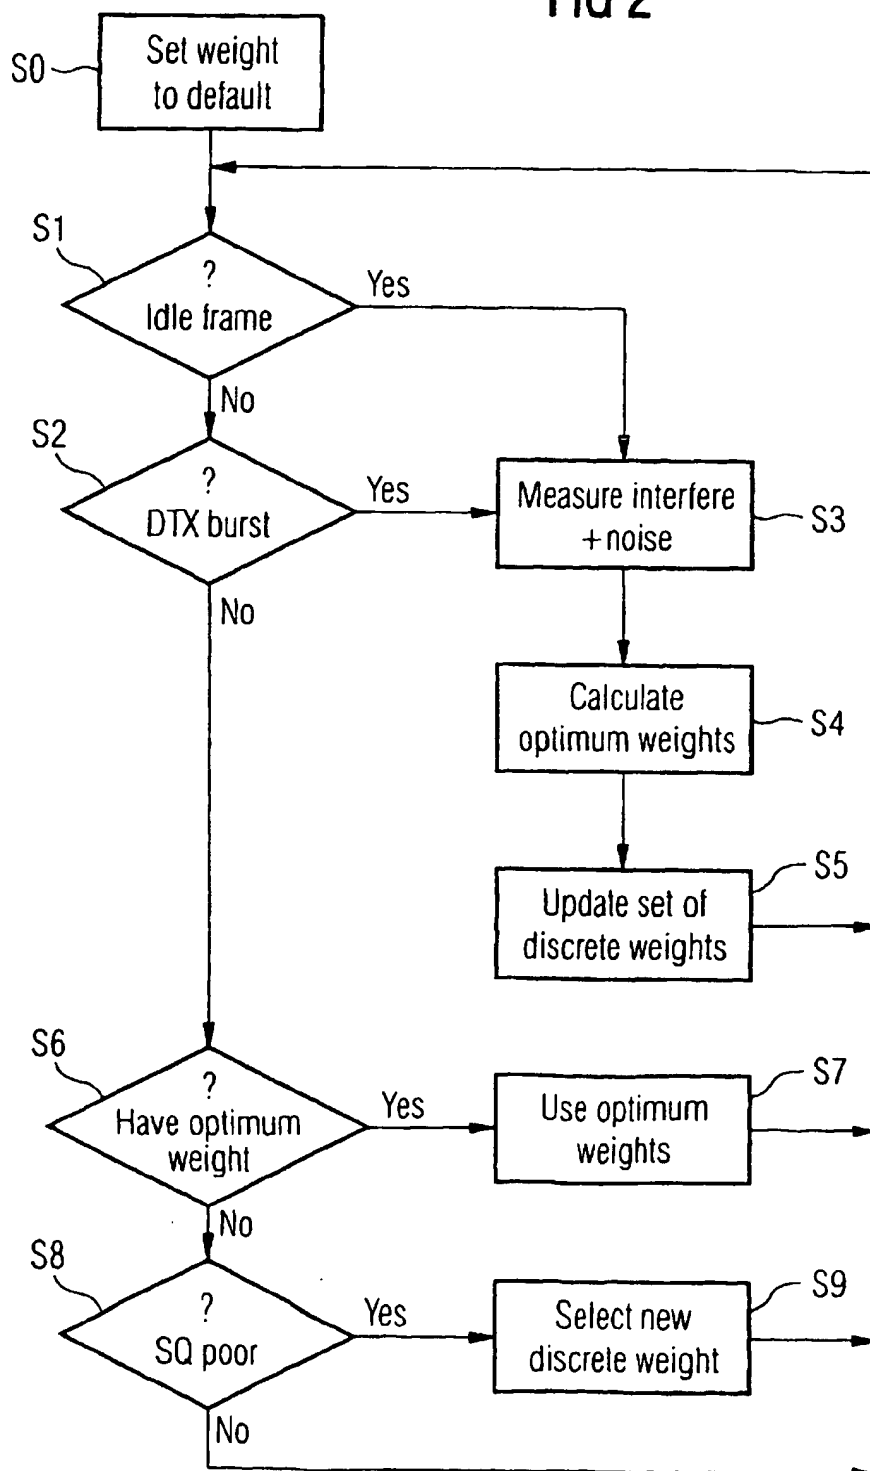 FIG 2
S0
Set weight
to default
S1
?
Idle frame
Yes
No
S2
?
DTX burst
Yes
No
Measure interfere
+noise
S3
Calculate
optimum weights
S4
Update set of
discrete weights
S5
S6
?
Have optimum
weight
Yes
No
Use optimum
weights
S7
S8
?
SQ poor
Yes
No
Select new
discrete weight
S9